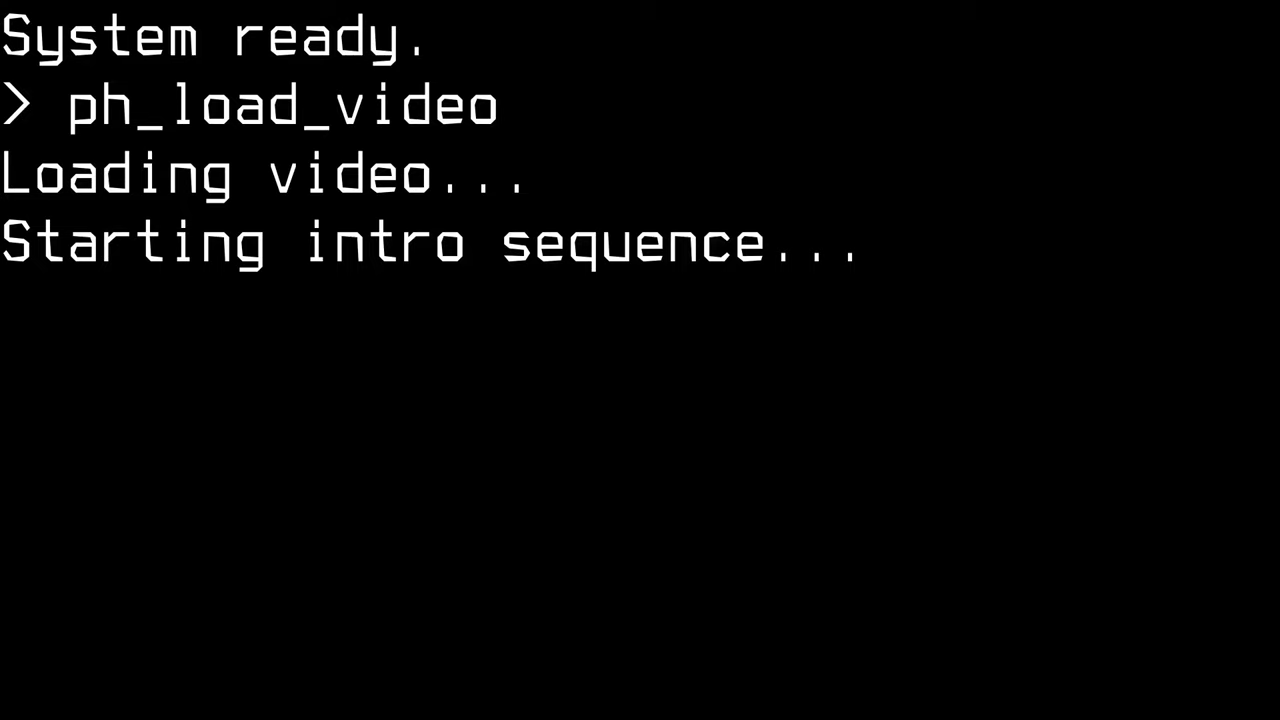 System ready.
> ph_load_video
Loading video...
Starting intro sequence...